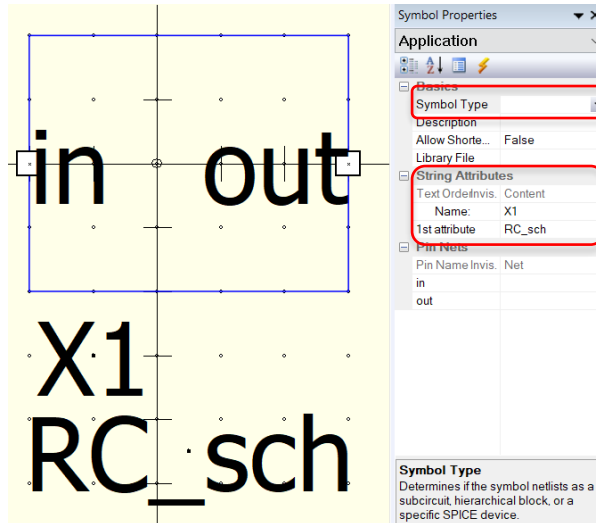 in out
X1
RC_sch
Symbol Properties
Application
Basics
Symbol Type
Description
Allow Shorte... False
Library File
String Attributes
Text Order/Invis. Content
Name: X1
1st attribute RC_sch
Pin Nets
Pin Name Invis. Net
in
out
Symbol Type
Determines if the symbol netlists as a
subcircuit, hierarchical block, or a
specific SPICE device.